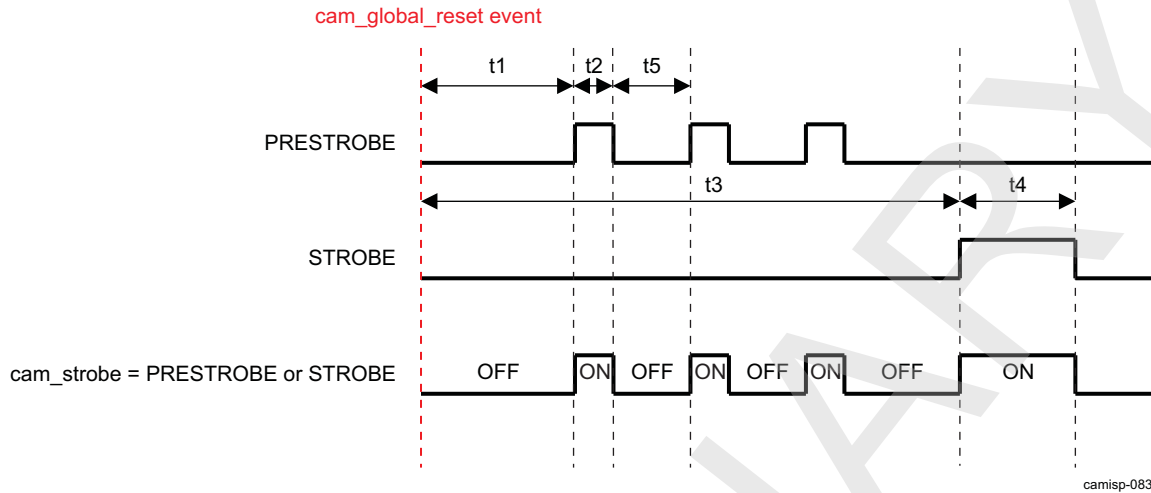 cam_global_reset event
t1 t2 t5
PRESTROBE
t3 t4
STROBE
cam_strobe = PRESTROBE or STROBE OFF ON OFF ON OFF ON OFF ON
camisp-083